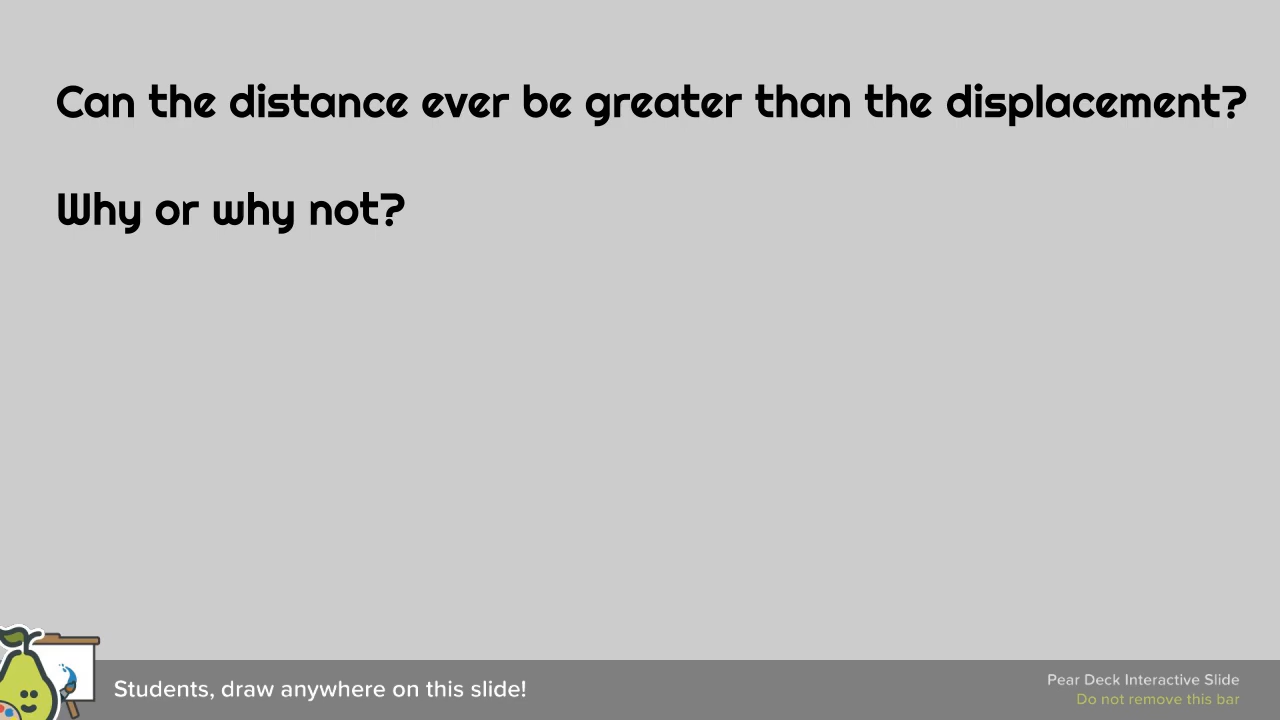 Can the distance ever be greater than the displacement?
Why or why not?
Students, draw anywhere on this slide!
Pear Deck Interactive Slide
Do not remove this bar